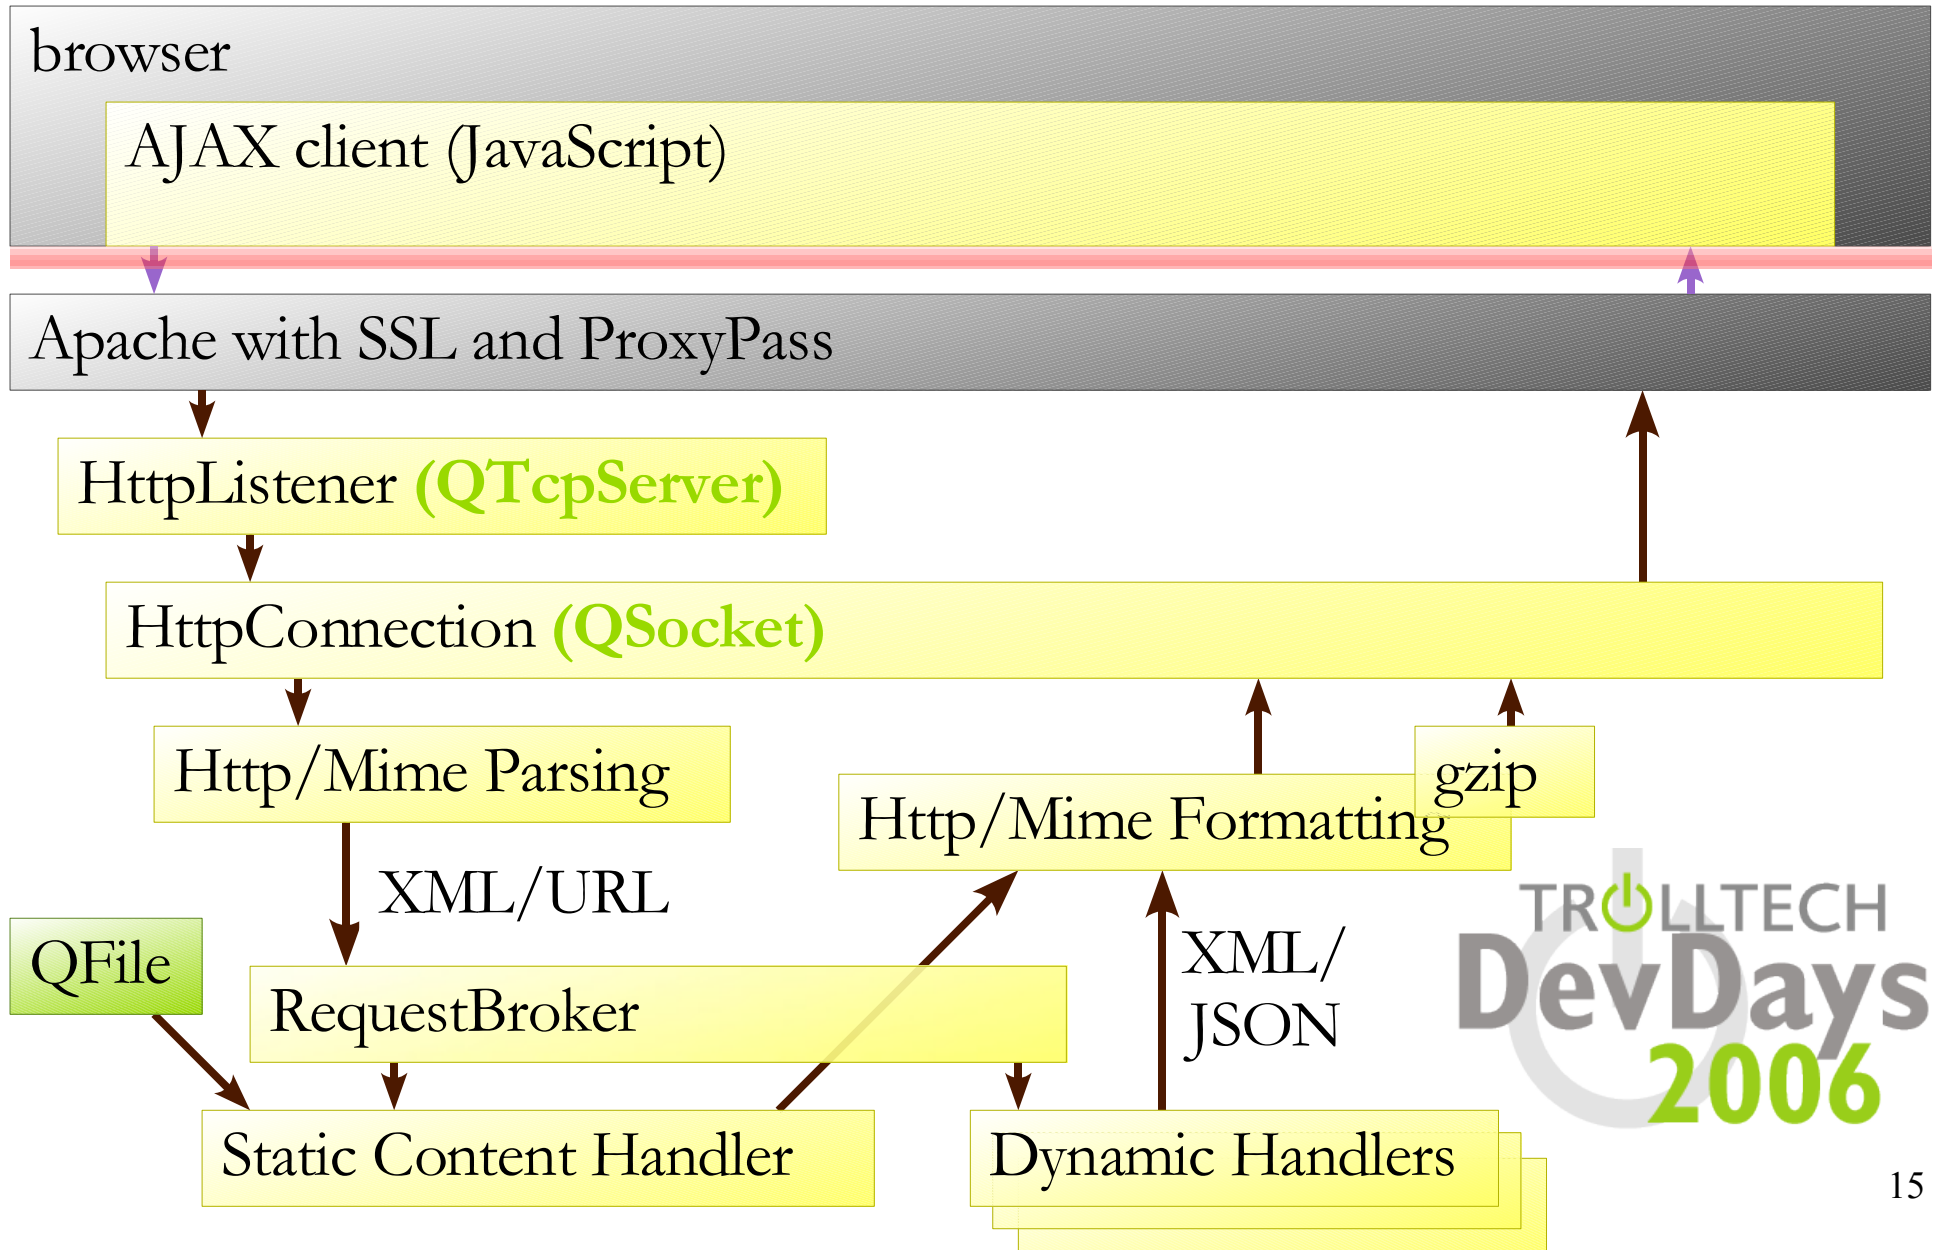 browser
AJAX client (JavaScript)
Apache with SSL and ProxyPass
HttpListener (QTcpServer)
HttpConnection (QSocket)
Http/Mime Parsing
gzip
Http/Mime Formatting
XML/URL
QFile
XML/
JSON
RequestBroker
Static Content Handler
Dynamic Handlers
TROLLTECH
DevDays
2006
15